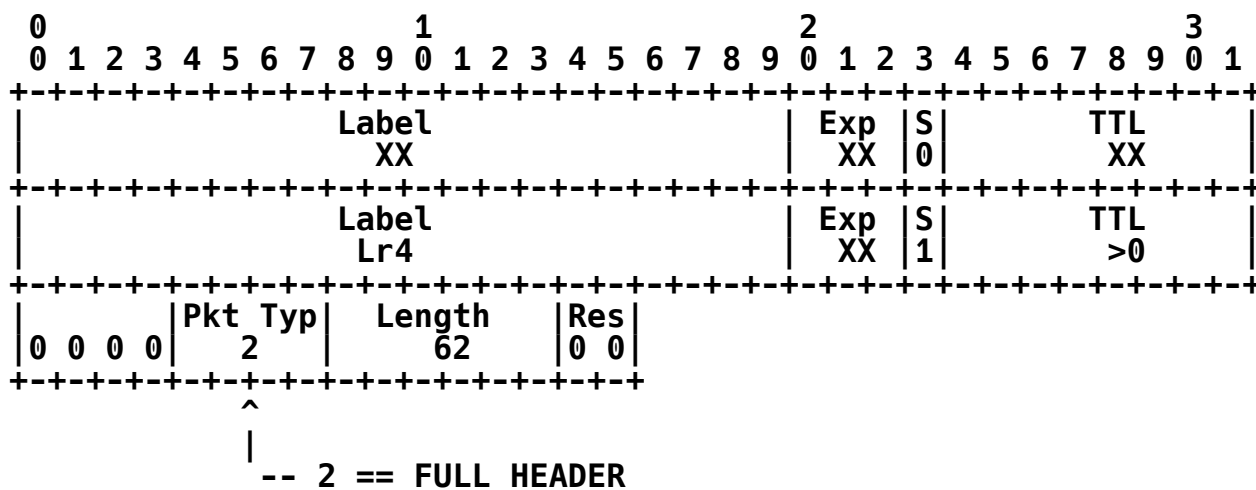 0                   1                   2                   3
 0 1 2 3 4 5 6 7 8 9 0 1 2 3 4 5 6 7 8 9 0 1 2 3 4 5 6 7 8 9 0 1
+-+-+-+-+-+-+-+-+-+-+-+-+-+-+-+-+-+-+-+-+-+-+-+-+-+-+-+-+-+-+-+-+
|                Label                  | Exp |S|       TTL     |
|                  XX                   |  XX |0|        XX     |
+-+-+-+-+-+-+-+-+-+-+-+-+-+-+-+-+-+-+-+-+-+-+-+-+-+-+-+-+-+-+-+-+
|                Label                  | Exp |S|       TTL     |
|                 Lr4                   |  XX |1|        >0     |
+-+-+-+-+-+-+-+-+-+-+-+-+-+-+-+-+-+-+-+-+-+-+-+-+-+-+-+-+-+-+-+-+
|       |Pkt Typ|  Length   |Res|
|0 0 0 0|   2   |     62    |0 0|
+-+-+-+-+-+-+-+-+-+-+-+-+-+-+-+-+
            ^
            |
             -- 2 == FULL HEADER